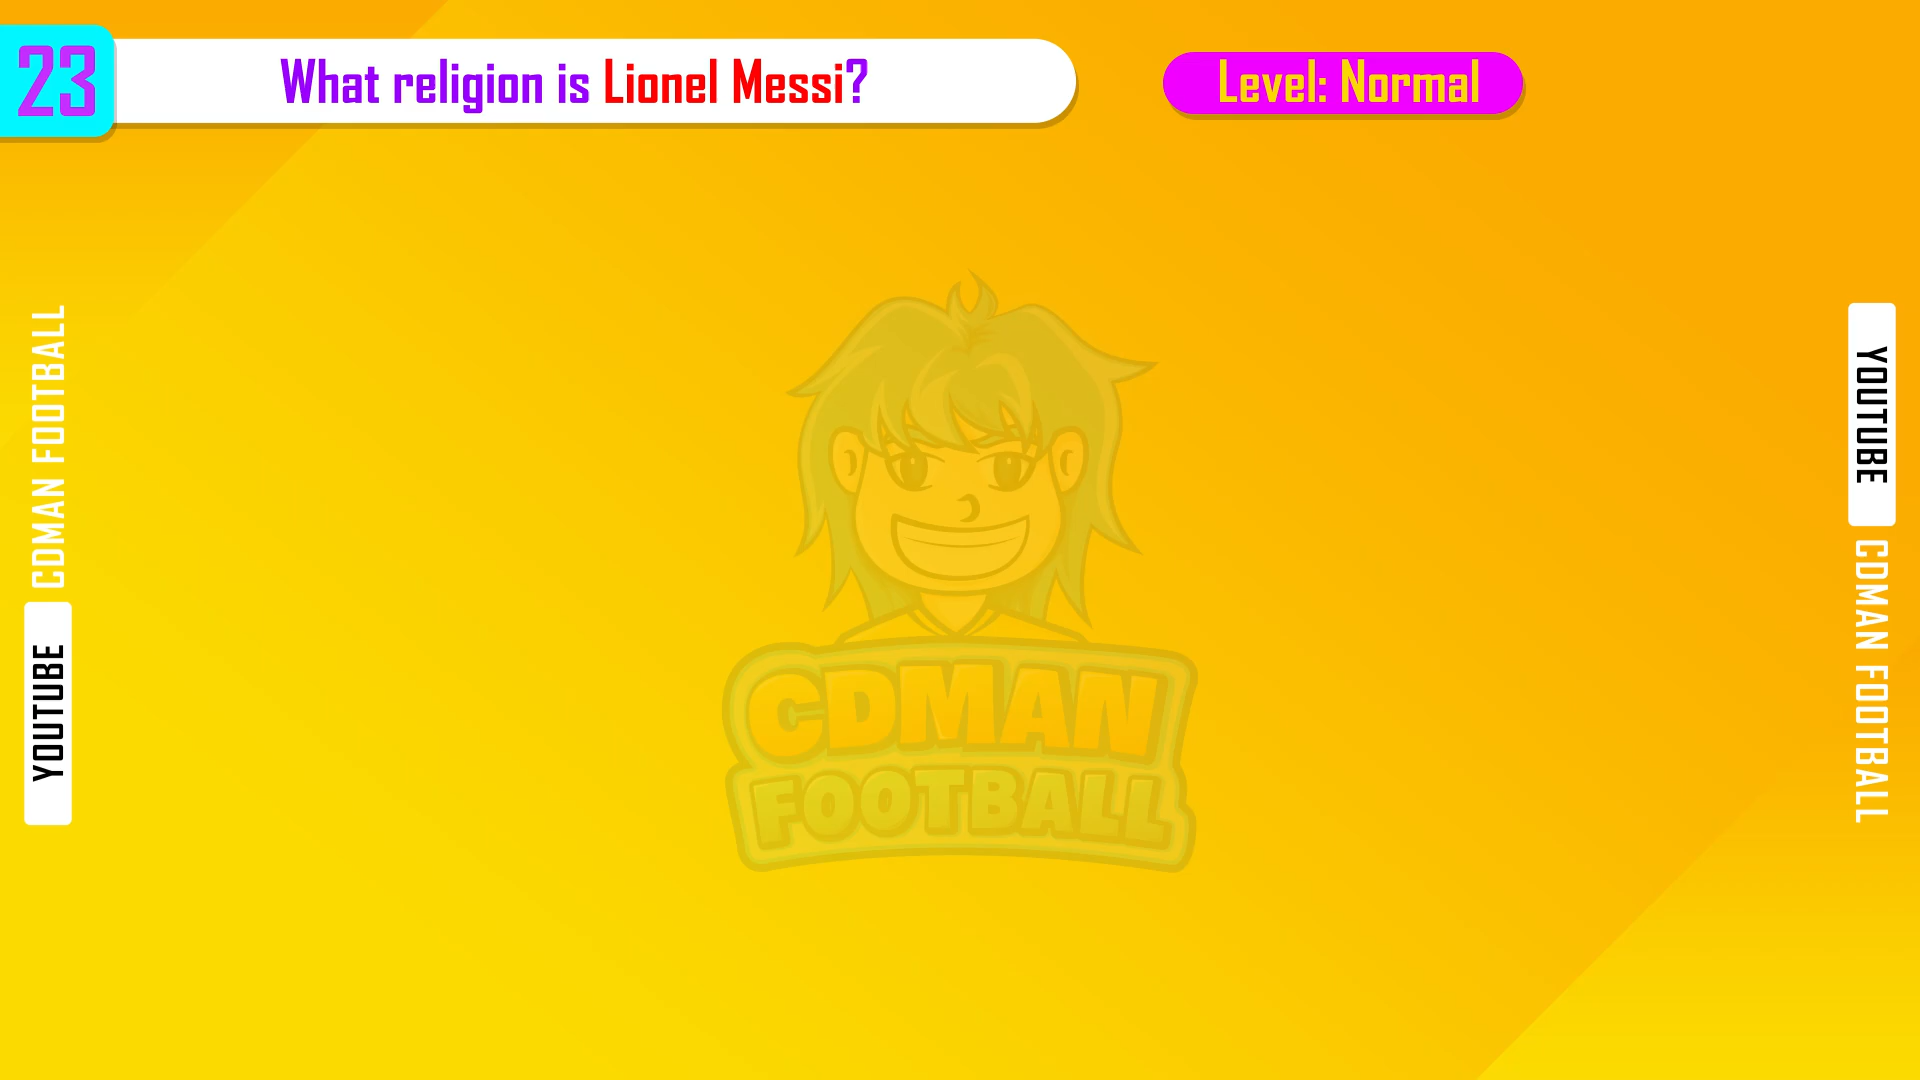 23
What religion is Lionel Messi?
Level: Normal
YOUTUBE CDMAN FOOTBALL
YOUTUBE CDMAN FOOTBALL
CDMAN
FOOTBALL